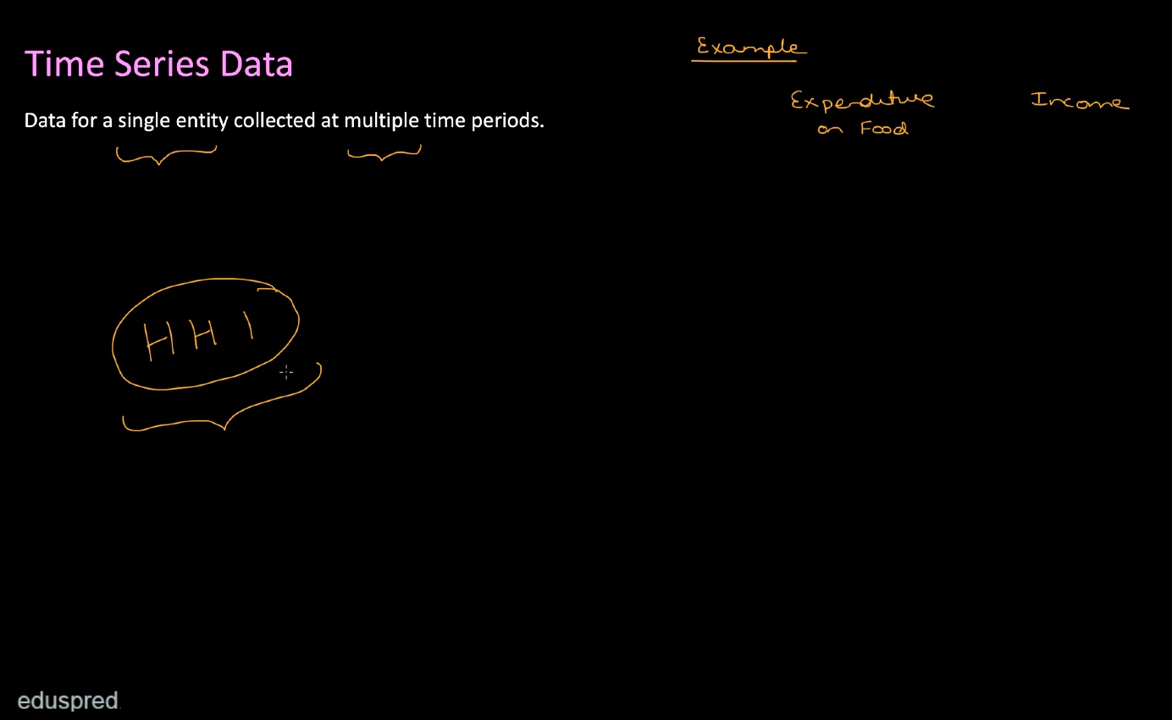 Time Series Data
Data for a single entity collected at multiple time periods.
Example
Expenditure Income
on Food
HH 1
eduspred